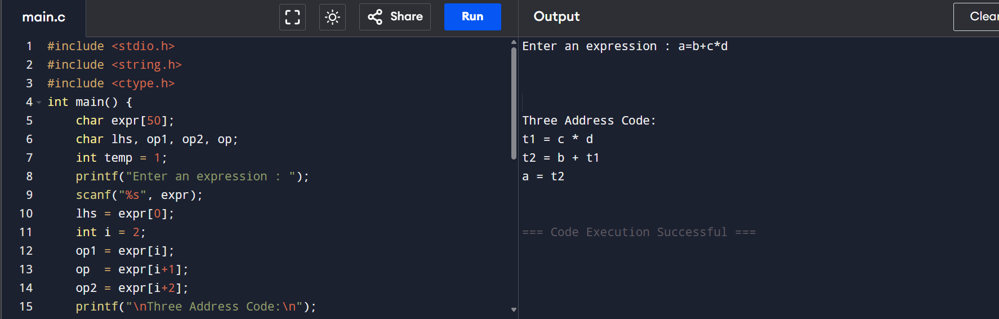 main.c
Share
Run
Output
1 #include <stdio.h>
2 #include <string.h>
3 #include <ctype.h>
4 int main() {
5     char expr[50];
6     char lhs, op1, op2, op;
7     int temp = 1;
8     printf("Enter an expression : ");
9     scanf("%s", expr);
10     lhs = expr[0];
11     int i = 2;
12     op1 = expr[i];
13     op  = expr[i+1];
14     op2 = expr[i+2];
15     printf("\nThree Address Code:\n");
Enter an expression : a=b+c*d
Three Address Code:
t1 = c * d
t2 = b + t1
a = t2
=== Code Execution Successful ===